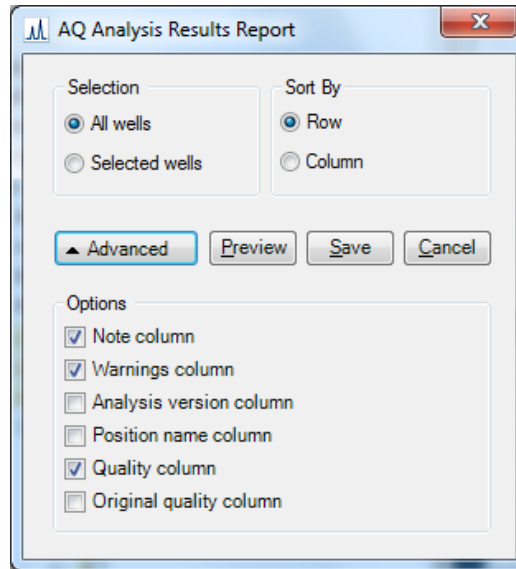 AQ Analysis Results Report
Selection
All wells
Selected wells
Sort By
Row
Column
Advanced
Preview
Save
Cancel
Options
Note column
Warnings column
Analysis version column
Position name column
Quality column
Original quality column